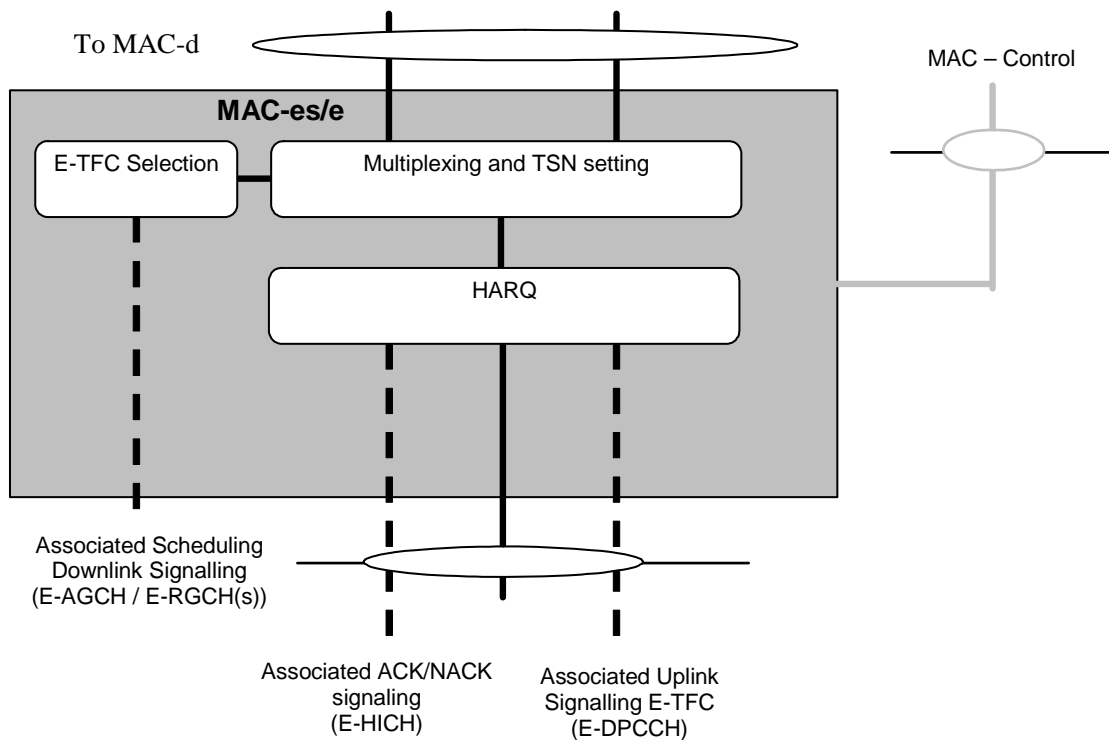 To MAC-d
MAC – Control
MAC-es/e
E-TFC Selection
Multiplexing and TSN setting
HARQ
Associated Scheduling
Downlink Signalling
(E-AGCH / E-RGCH(s))
Associated ACK/NACK
signaling
(E-HICH)
Associated Uplink
Signalling E-TFC
(E-DPCCH)